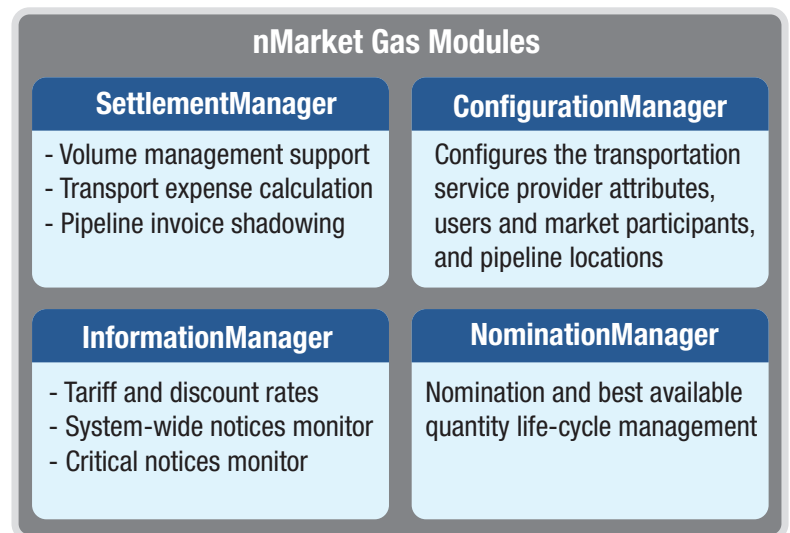 nMarket Gas Modules
SettlementManager
- Volume management support
- Transport expense calculation
- Pipeline invoice shadowing
ConfigurationManager
Configures the transportation
service provider attributes,
users and market participants,
and pipeline locations
InformationManager
- Tariff and discount rates
- System-wide notices monitor
- Critical notices monitor
NominationManager
Nomination and best available
quantity life-cycle management